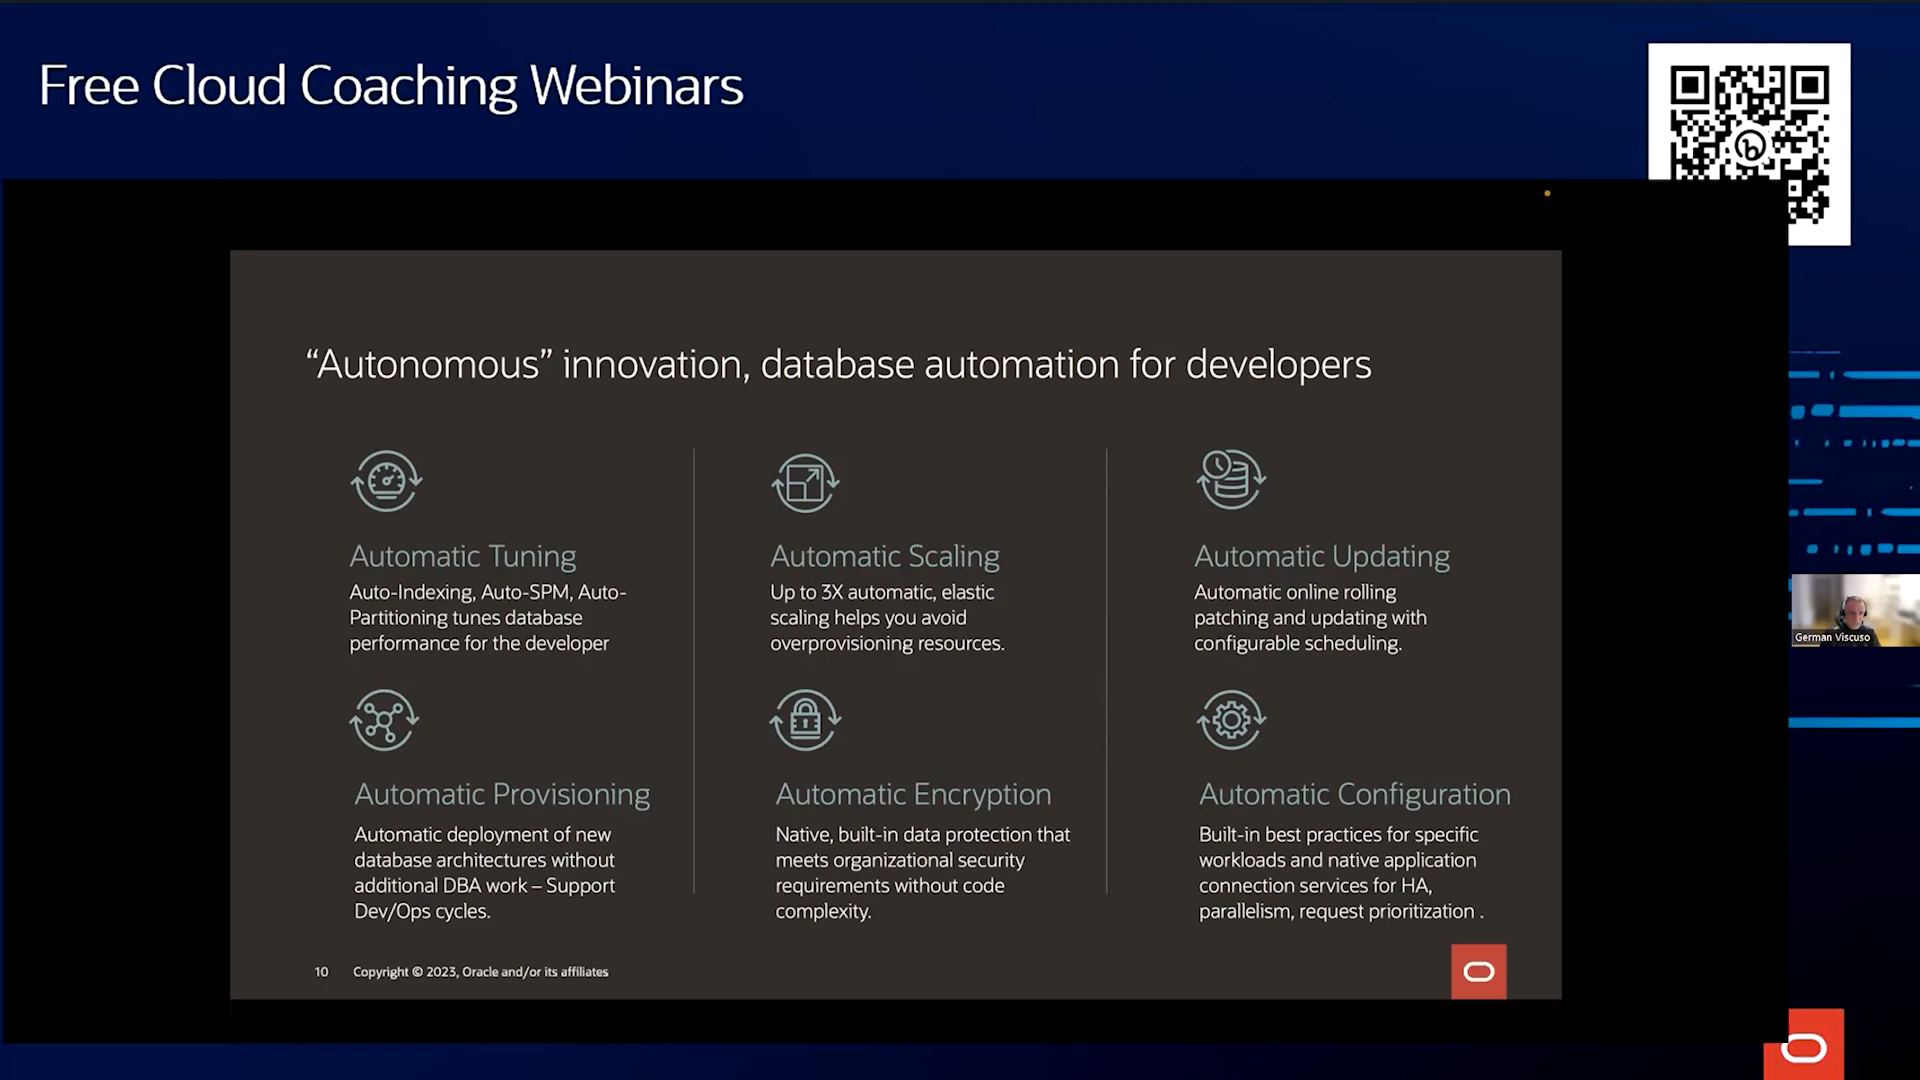 Free Cloud Coaching Webinars
“Autonomous” innovation, database automation for developers
Automatic Tuning
Auto-Indexing, Auto-SPM, Auto-
Partitioning tunes database
performance for the developer
Automatic Scaling
Up to 3X automatic, elastic
scaling helps you avoid
overprovisioning resources.
Automatic Updating
Automatic online rolling
patching and updating with
configurable scheduling.
Automatic Provisioning
Automatic deployment of new
database architectures without
additional DBA work – Support
Dev/Ops cycles.
Automatic Encryption
Native, built-in data protection that
meets organizational security
requirements without code
complexity.
Automatic Configuration
Built-in best practices for specific
workloads and native application
connection services for HA,
parallelism, request prioritization .
10 Copyright © 2023, Oracle and/or its affiliates
German Viscuso